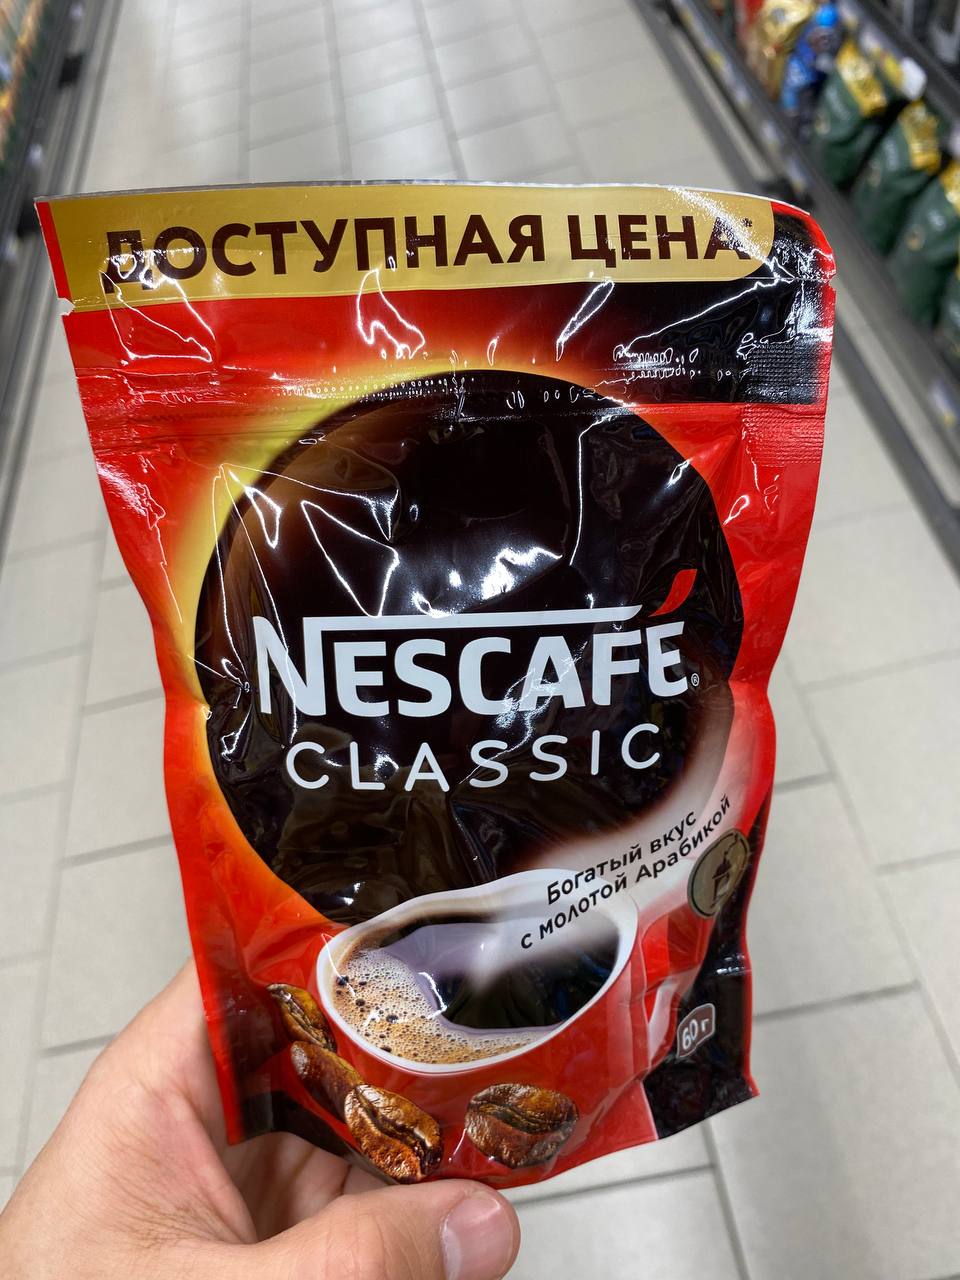 ДОСТУПНАЯ ЦЕНА*
NESCAFÉ®
CLASSIC
Богатый вкус
с молотой Арабикой
60 г